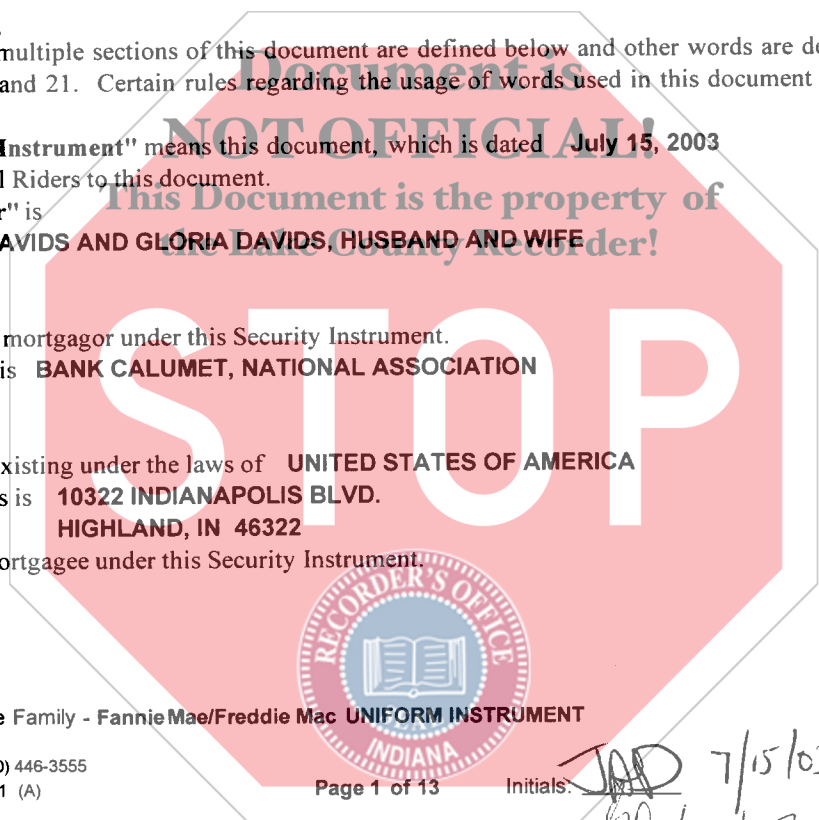 multiple sections of this document are defined below and other words are de
and 21. Certain rules regarding the usage of words used in this document
Document is
Instrument" means this document, which is dated July 15, 2003
NOT OFFICIAL!
l Riders to this document.
This Document is the property of
r" is
AVIDS AND GLORIA DAVIDS, HUSBAND AND WIFE
the Lake County Recorder!
mortgagor under this Security Instrument.
is BANK CALUMET, NATIONAL ASSOCIATION
STOP
xisting under the laws of UNITED STATES OF AMERICA
s is 10322 INDIANAPOLIS BLVD.
HIGHLAND, IN 46322
ortgagee under this Security Instrument.
RECORDER'S OFFICE
SEAL
INDIANA
e Family - Fannie Mae/Freddie Mac UNIFORM INSTRUMENT
0) 446-3555
1 (A)
Page 1 of 13
Initials: JAD 7/15/03